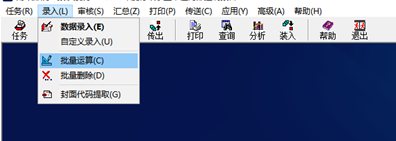 任务(R) 录入(L) 审核(S) 汇总(Z) 打印(P) 传送(C) 应用(Y) 高级(A) 帮助(H)
任务 传出 打印 查询 分析 装入 帮助 退出
数据录入(E)
自定义录入(U)
批量运算(C)
批量删除(D)
封面代码提取(G)